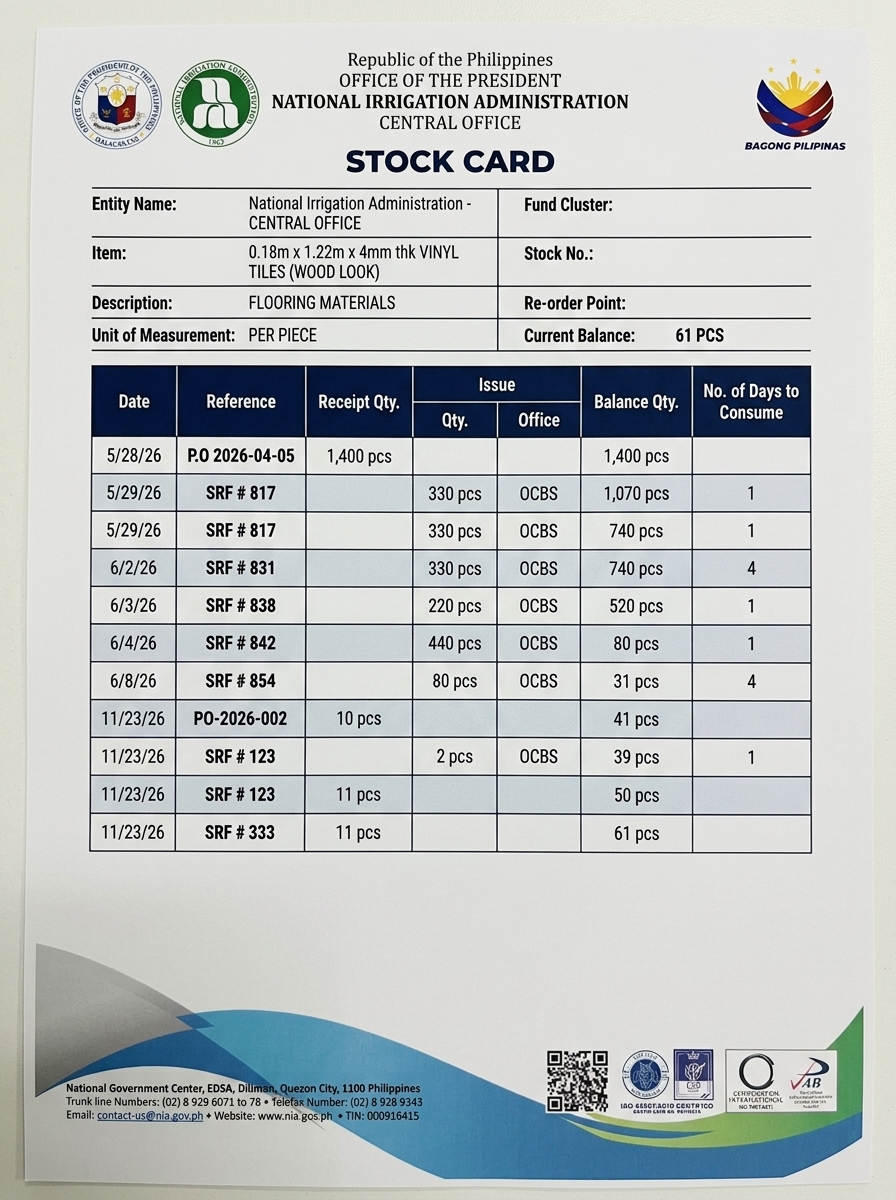 Republic of the Philippines
OFFICE OF THE PRESIDENT
NATIONAL IRRIGATION ADMINISTRATION
CENTRAL OFFICE
BAGONG PILIPINAS
STOCK CARD
Entity Name: National Irrigation Administration - CENTRAL OFFICE Fund Cluster:
Item: 0.18m x 1.22m x 4mm thk VINYL TILES (WOOD LOOK) Stock No.:
Description: FLOORING MATERIALS Re-order Point:
Unit of Measurement: PER PIECE Current Balance: 61 PCS
Date Reference Receipt Qty. Issue Qty. Office Balance Qty. No. of Days to Consume
5/28/26 P.O 2026-04-05 1,400 pcs 1,400 pcs
5/29/26 SRF # 817 330 pcs OCBS 1,070 pcs 1
5/29/26 SRF # 817 330 pcs OCBS 740 pcs 1
6/2/26 SRF # 831 330 pcs OCBS 740 pcs 4
6/3/26 SRF # 838 220 pcs OCBS 520 pcs 1
6/4/26 SRF # 842 440 pcs OCBS 80 pcs 1
6/8/26 SRF # 854 80 pcs OCBS 31 pcs 4
11/23/26 PO-2026-002 10 pcs 41 pcs
11/23/26 SRF # 123 2 pcs OCBS 39 pcs 1
11/23/26 SRF # 123 11 pcs 50 pcs
11/23/26 SRF # 333 11 pcs 61 pcs
National Government Center, EDSA, Diliman, Quezon City, 1100 Philippines
Trunk line Numbers: (02) 8 929 6071 to 78 • Telefax Number: (02) 8 928 9343
Email: contact-us@nia.gov.ph • Website: www.nia.gos.ph • TIN: 000916415